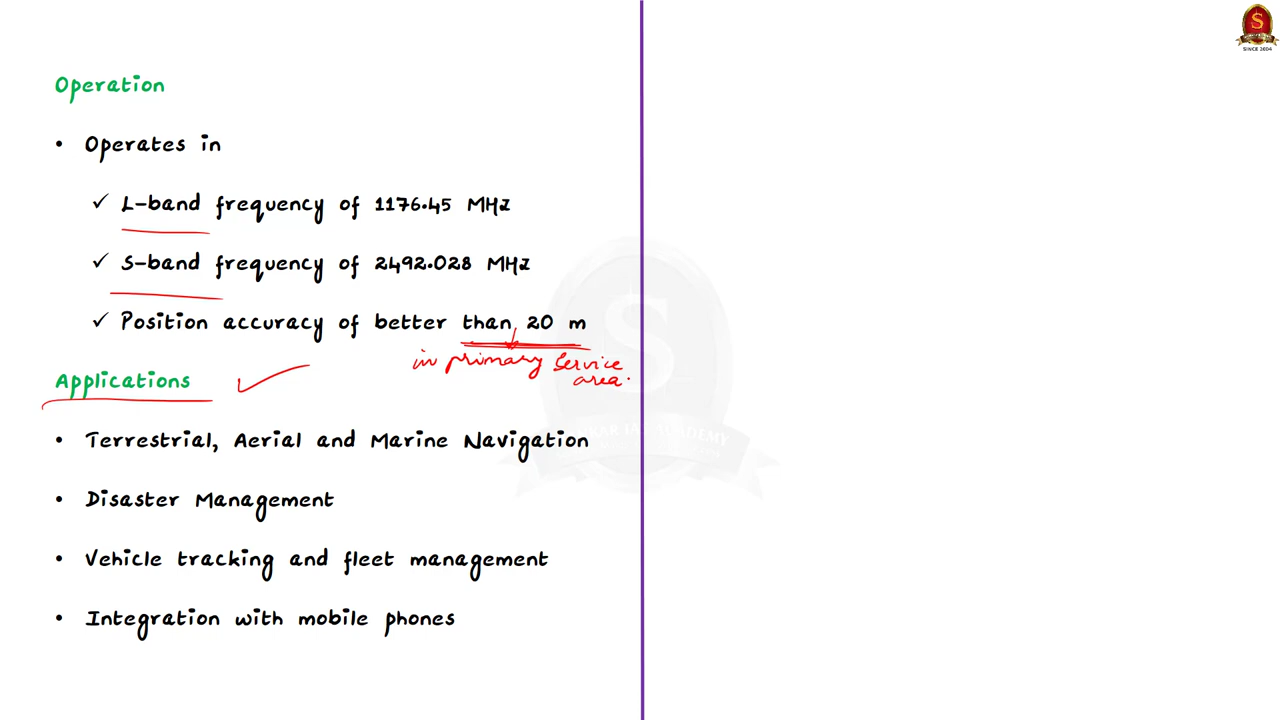 S
SINCE 2004
Operation
• Operates in
✓ L-band frequency of 1176.45 MHz
✓ S-band frequency of 2492.028 MHz
✓ Position accuracy of better than 20 m
in primary Service
area.
Applications
• Terrestrial, Aerial and Marine Navigation
• Disaster Management
• Vehicle tracking and fleet management
• Integration with mobile phones
S